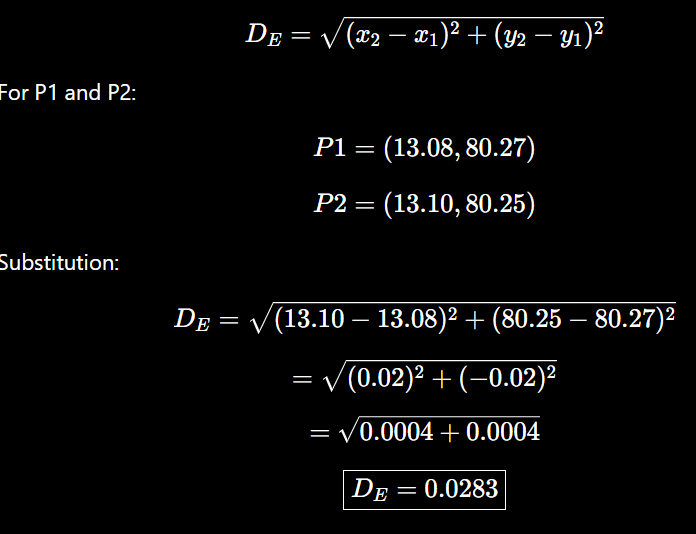 D_E = √(x₂ − x₁)² + (y₂ − y₁)²
For P1 and P2:
P1 = (13.08, 80.27)
P2 = (13.10, 80.25)
Substitution:
D_E = √(13.10 − 13.08)² + (80.25 − 80.27)²
= √(0.02)² + (−0.02)²
= √0.0004 + 0.0004
D_E = 0.0283